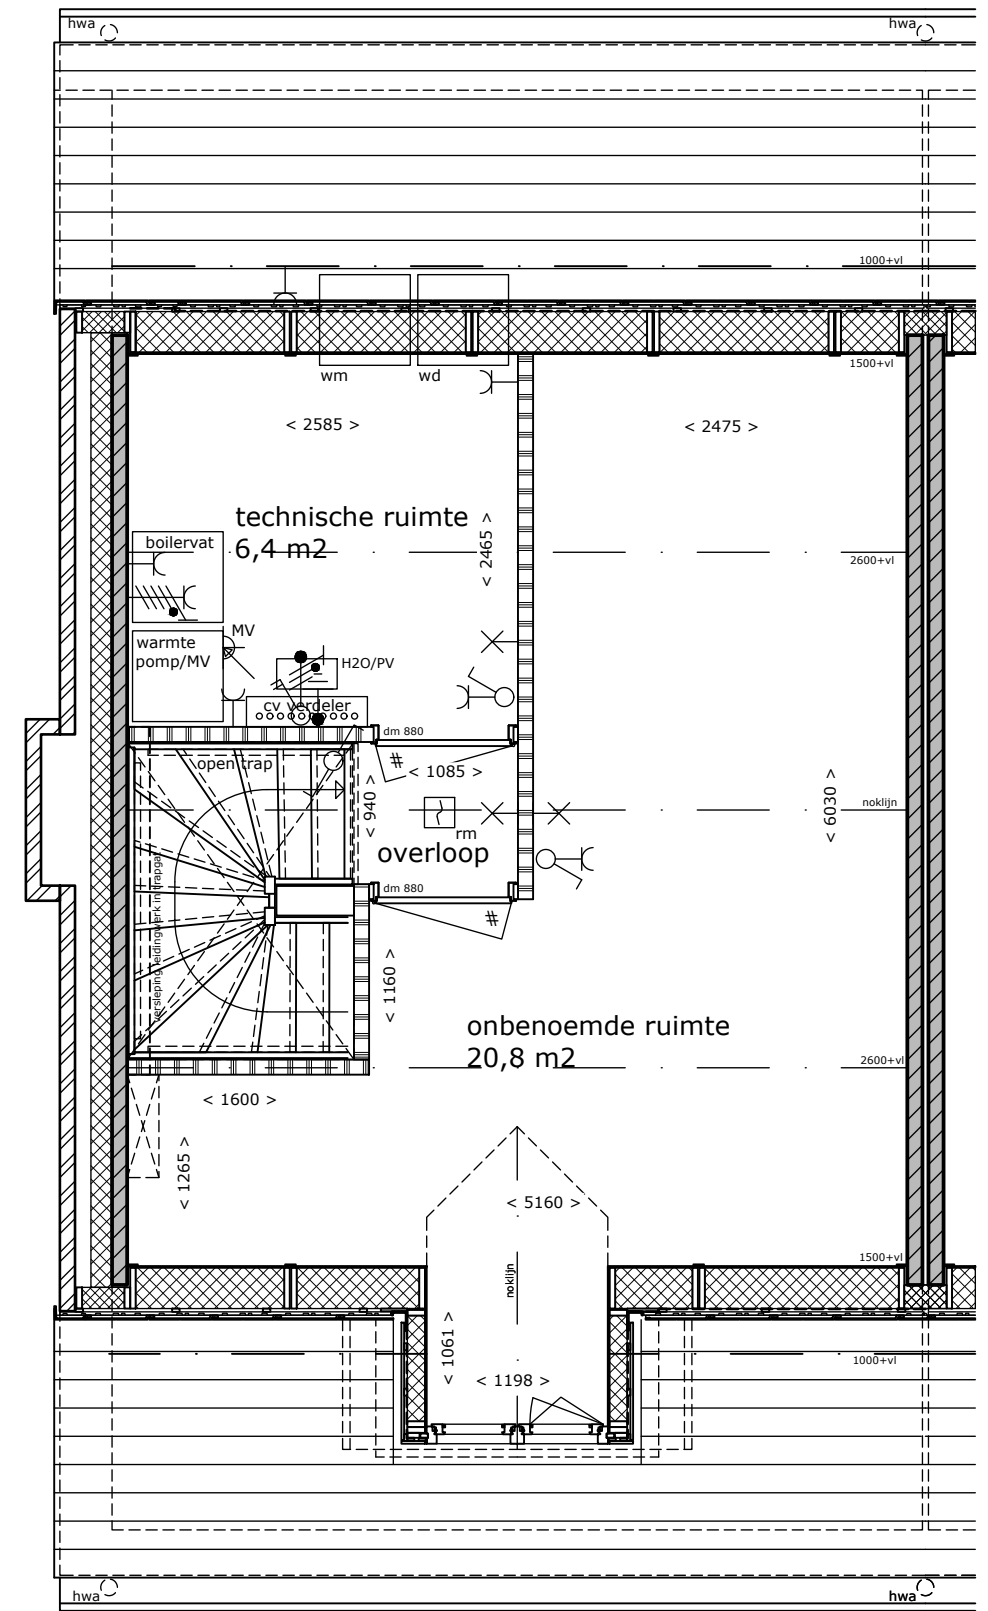 hwa
hwa
1000+vl
wm
wd
1500+vl
< 2585 >
< 2475 >
technische ruimte
6,4 m2
< 2465 >
boilervat
2600+vl
MV
warmte
pomp/MV
H2O/PV
cv verdeler
dm 880
open trap
#
< 1085 >
< 940 >
noklijn
< 6030 >
rm
overloop
dm 880
#
versleping leidingwerk in trapgat
< 1160 >
onbenoemde ruimte
20,8 m2
2600+vl
< 1600 >
< 1265 >
< 5160 >
1500+vl
noklijn
< 1061 >
1000+vl
< 1198 >
hwa
hwa